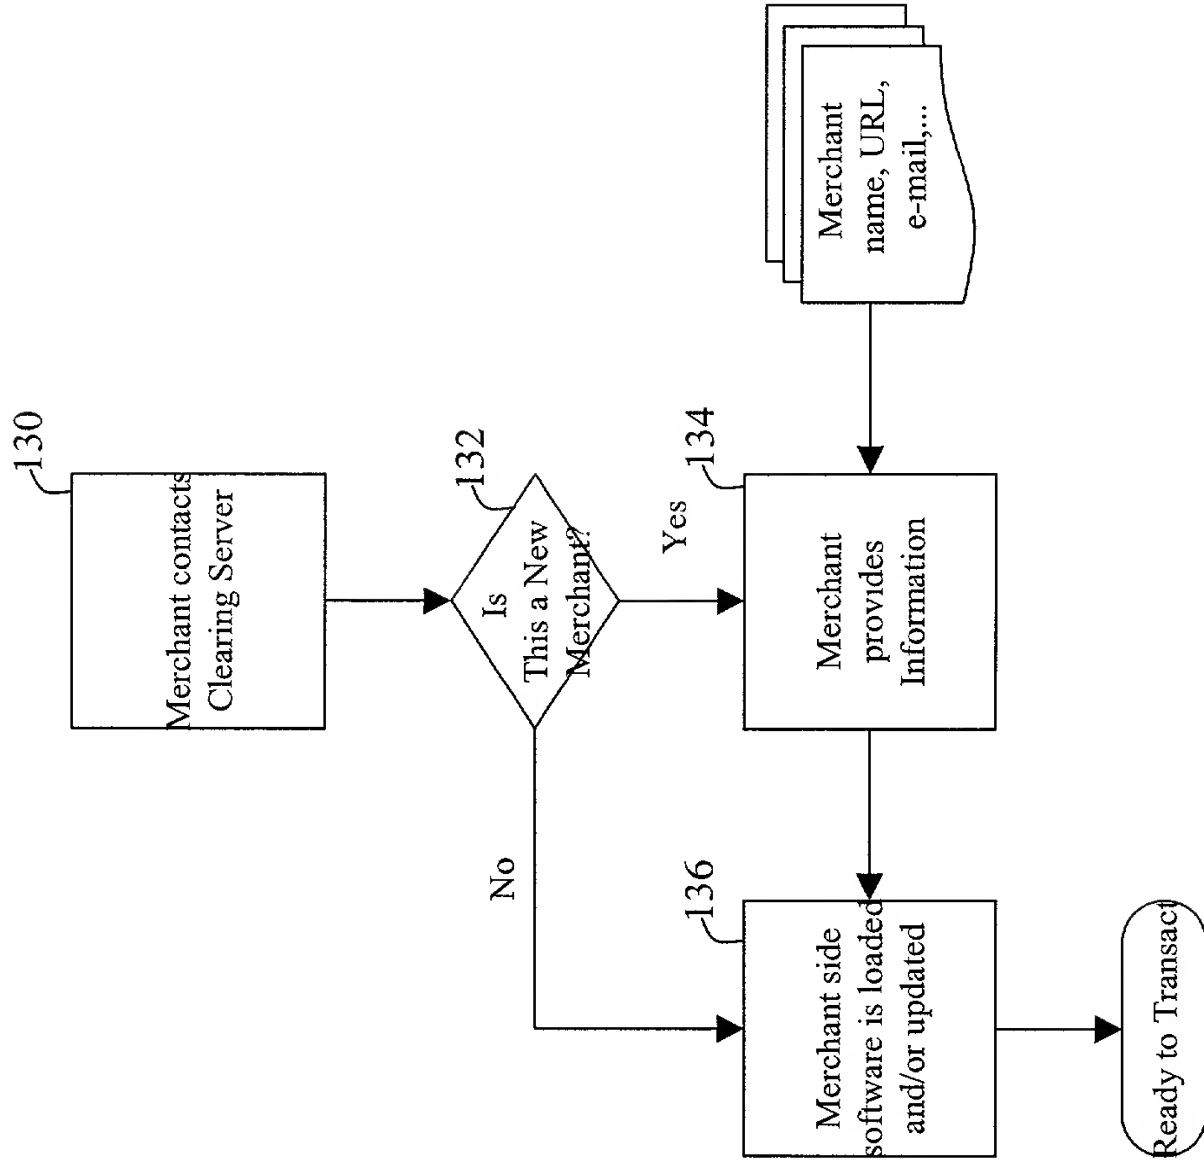 130
Merchant contacts
Clearing Server
132
Is
This a New
Merchant?
Yes
No
134
Merchant
provides
Information
Merchant
name, URL,
e-mail,...
136
Merchant side
software is loaded
and/or updated
Ready to Transact